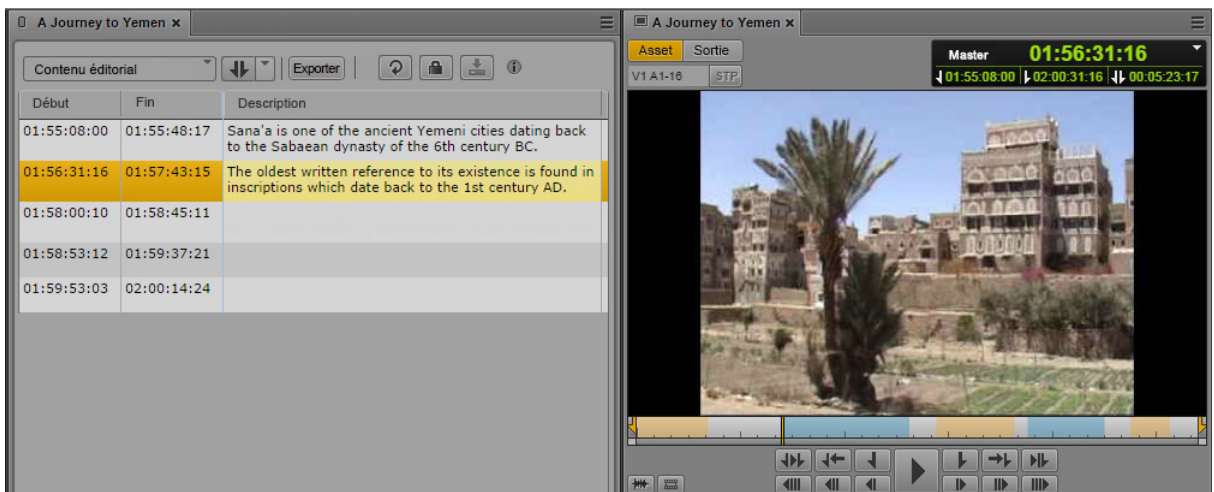 A Journey to Yemen
Contenu éditorial
Exporter
Début Fin Description
01:55:08:00 01:55:48:17 Sana'a is one of the ancient Yemeni cities dating back
to the Sabaean dynasty of the 6th century BC.
01:56:31:16 01:57:43:15 The oldest written reference to its existence is found in
inscriptions which date back to the 1st century AD.
01:58:00:10 01:58:45:11
01:58:53:12 01:59:37:21
01:59:53:03 02:00:14:24
A Journey to Yemen
Asset Sortie
Master 01:56:31:16
V1 A1-16 STP 01:55:08:00 02:00:31:16 00:05:23:17